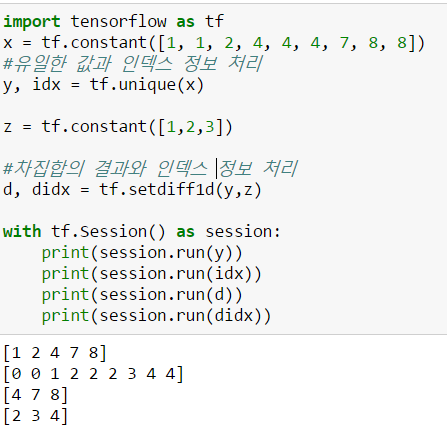 import tensorflow as tf
x = tf.constant([1, 1, 2, 4, 4, 4, 7, 8, 8])
#유일한 값과 인덱스 정보 처리
y, idx = tf.unique(x)
z = tf.constant([1,2,3])
#차집합의 결과와 인덱스 정보 처리
d, didx = tf.setdiff1d(y,z)
with tf.Session() as session:
    print(session.run(y))
    print(session.run(idx))
    print(session.run(d))
    print(session.run(didx))
[1 2 4 7 8]
[0 0 1 2 2 2 3 4 4]
[4 7 8]
[2 3 4]